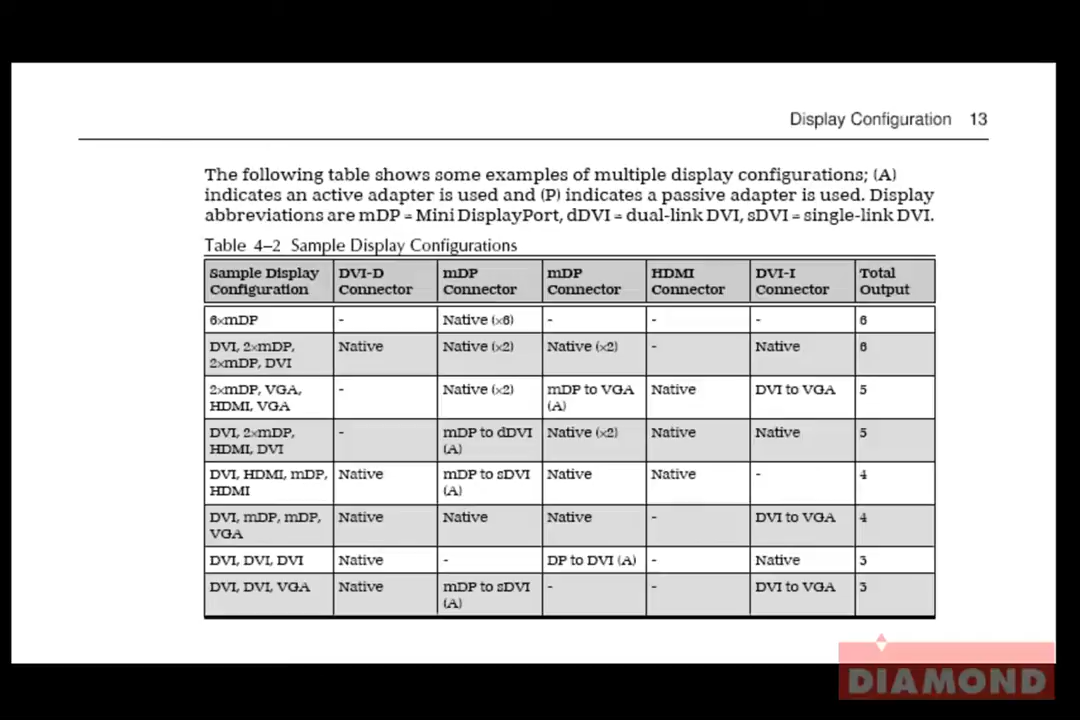 Display Configuration 13
The following table shows some examples of multiple display configurations; (A)
indicates an active adapter is used and (P) indicates a passive adapter is used. Display
abbreviations are mDP = Mini DisplayPort, dDVI = dual-link DVI, sDVI = single-link DVI.
Table 4–2 Sample Display Configurations
Sample Display Configuration | DVI-D Connector | mDP Connector | mDP Connector | HDMI Connector | DVI-I Connector | Total Output
6×mDP | - | Native (×6) | - | - | - | 6
DVI, 2×mDP, 2×mDP, DVI | Native | Native (×2) | Native (×2) | - | Native | 6
2×mDP, VGA, HDMI, VGA | - | Native (×2) | mDP to VGA (A) | Native | DVI to VGA | 5
DVI, 2×mDP, HDMI, DVI | - | mDP to dDVI (A) | Native (×2) | Native | Native | 5
DVI, HDMI, mDP, HDMI | Native | mDP to sDVI (A) | Native | Native | - | 4
DVI, mDP, mDP, VGA | Native | Native | Native | - | DVI to VGA | 4
DVI, DVI, DVI | Native | - | DP to DVI (A) | - | Native | 3
DVI, DVI, VGA | Native | mDP to sDVI (A) | - | - | DVI to VGA | 3
DIAMOND